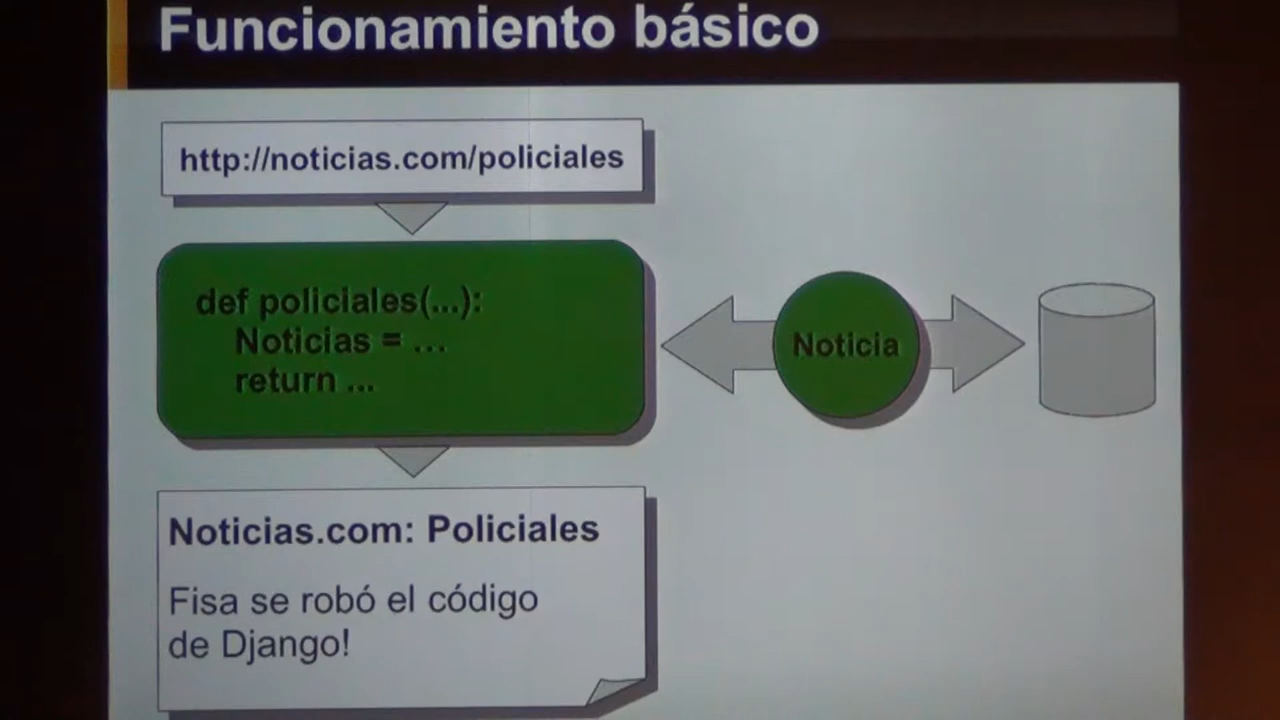 Funcionamiento básico
http://noticias.com/policiales
def policiales(...):
Noticias = ...
return ...
Noticia
Noticias.com: Policiales
Fisa se robó el código
de Django!